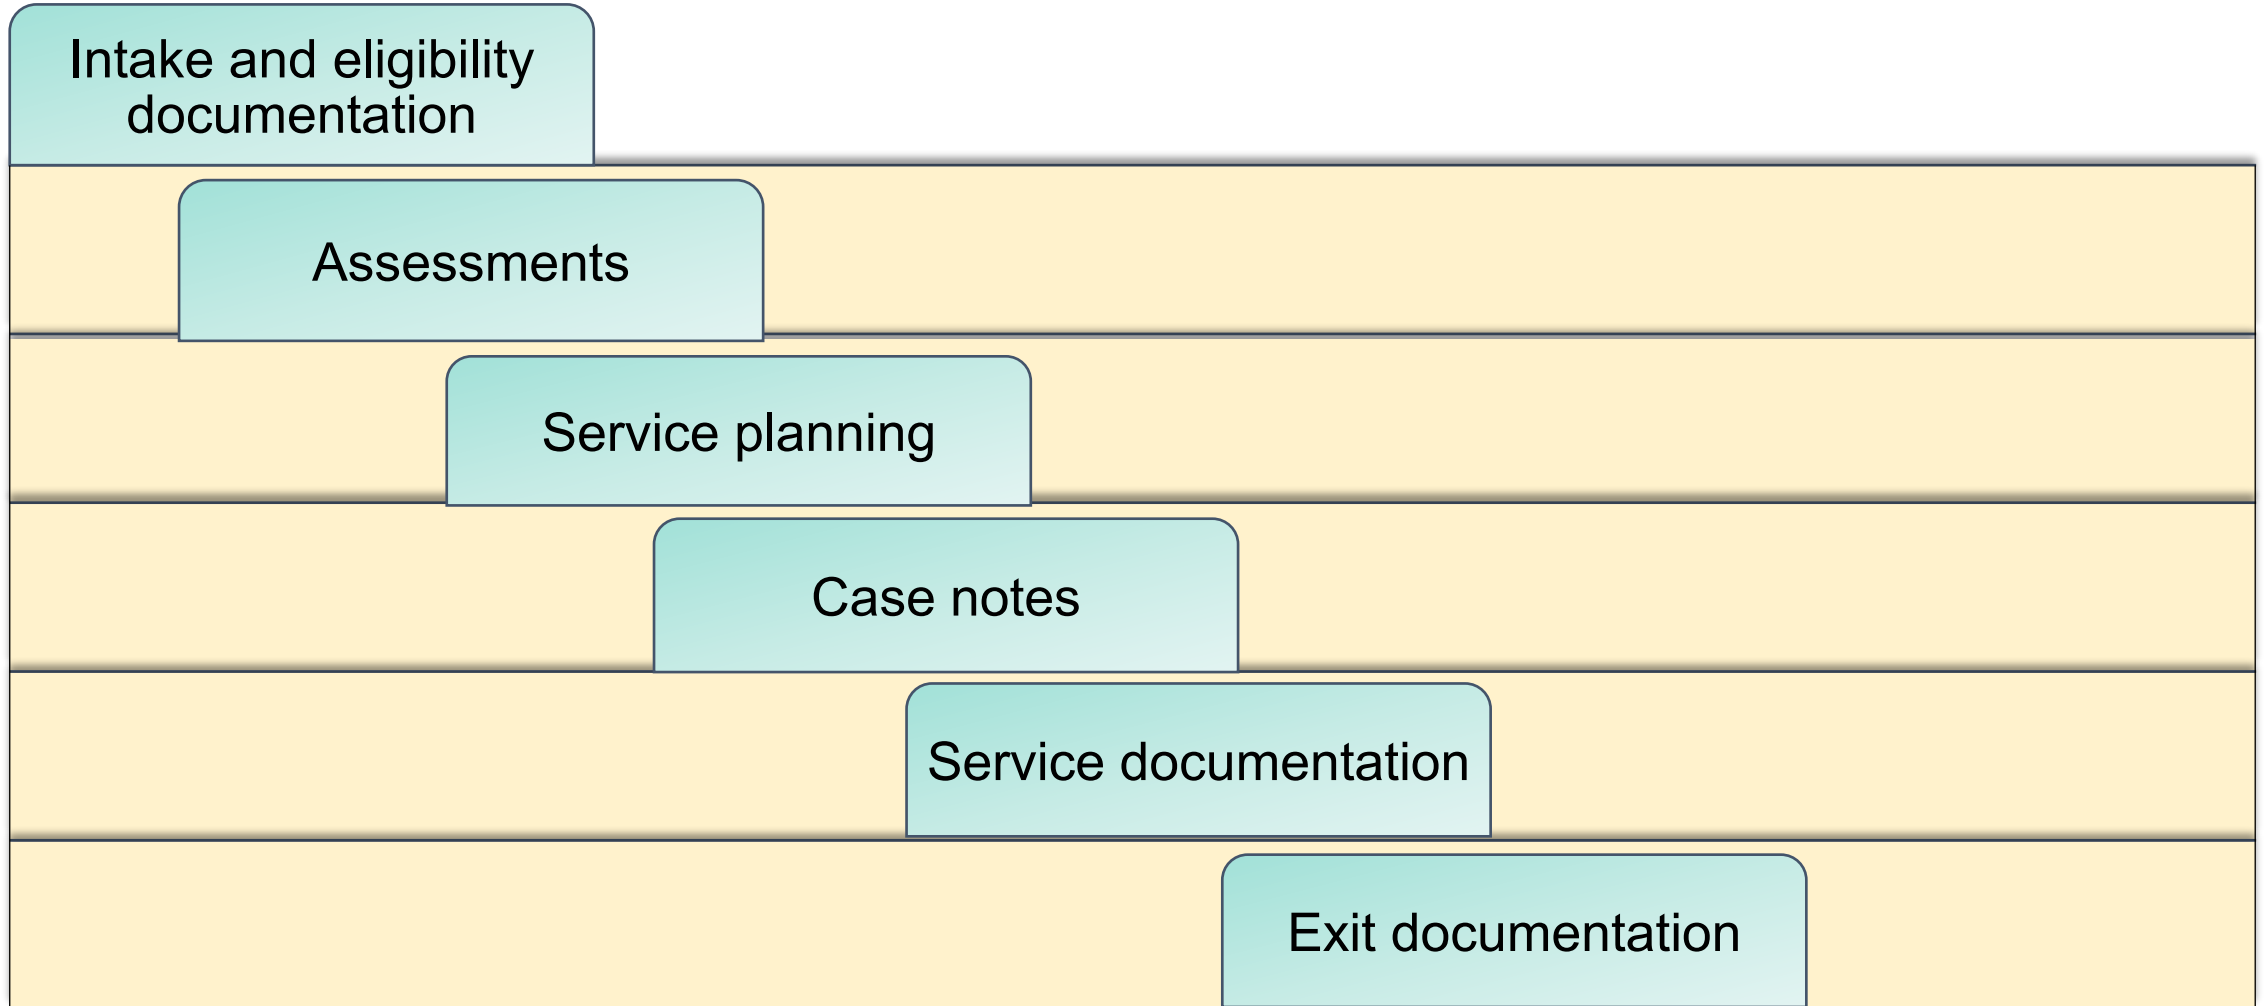 Intake and eligibility
documentation
Assessments
Service planning
Case notes
Service documentation
Exit documentation